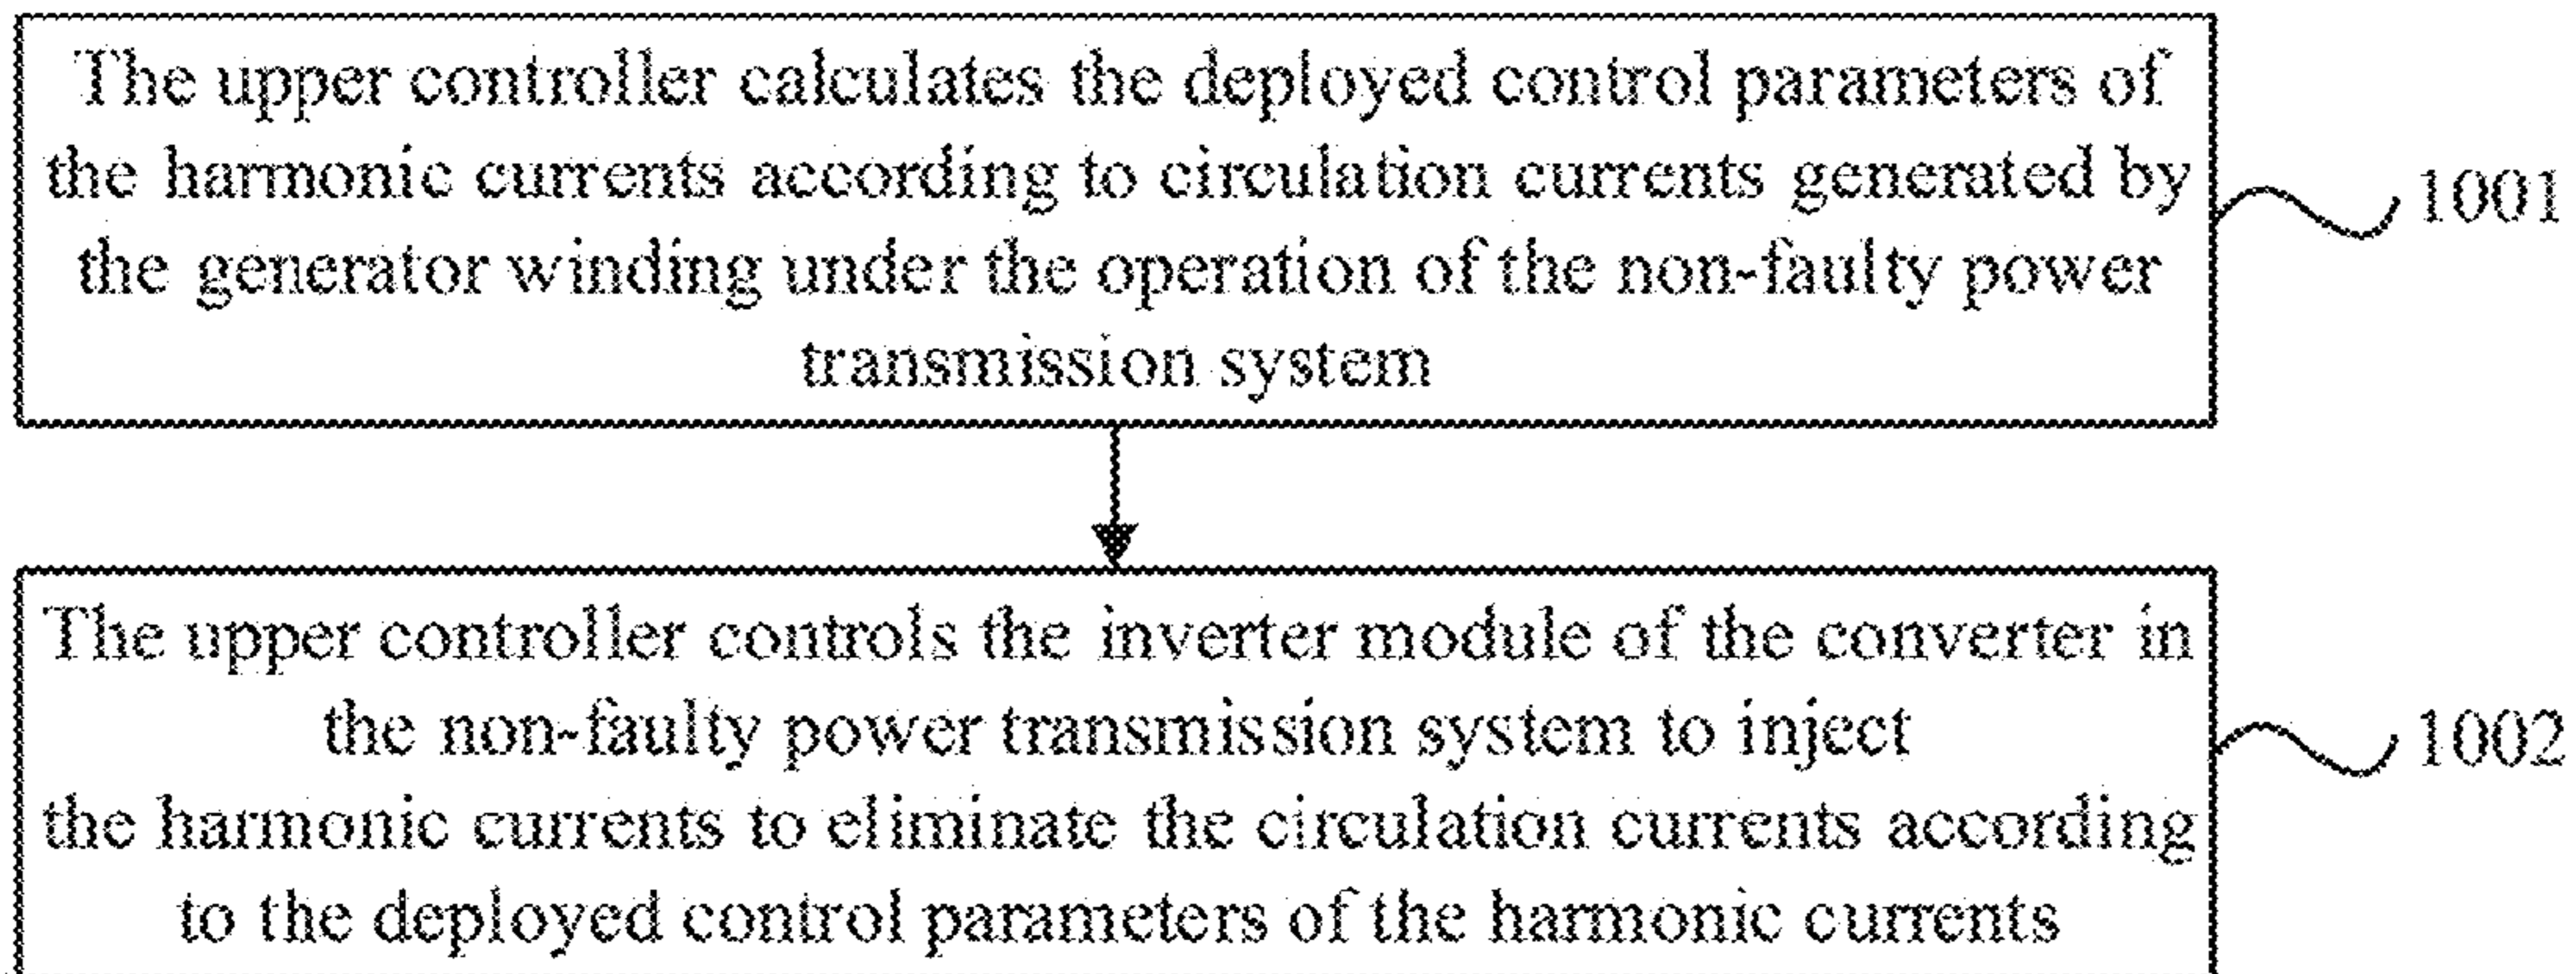 The upper controller calculates the deployed control parameters of
the harmonic currents according to circulation currents generated by
the generator winding under the operation of the non-faulty power
transmission system
1001
The upper controller controls the inverter module of the converter in
the non-faulty power transmission system to inject
the harmonic currents to eliminate the circulation currents according
to the deployed control parameters of the harmonic currents
1002